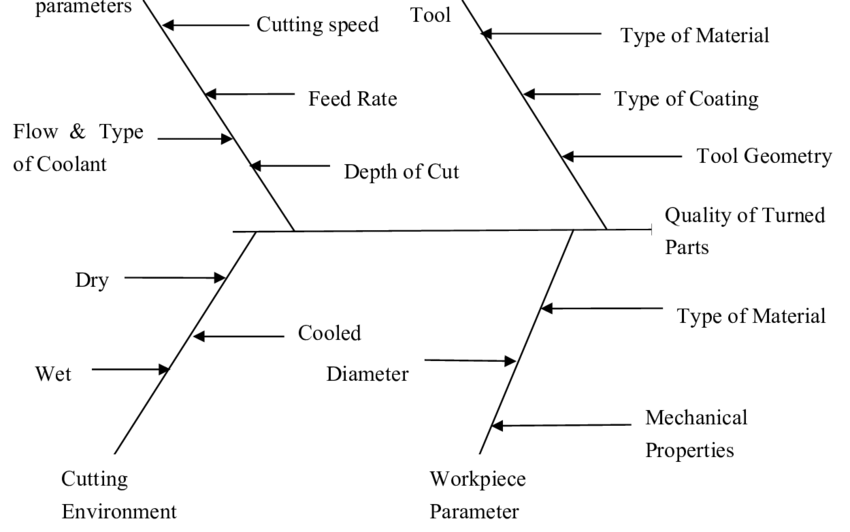 parameters
Cutting speed
Tool
Type of Material
Feed Rate
Type of Coating
Flow & Type
of Coolant
Depth of Cut
Tool Geometry
Quality of Turned
Parts
Dry
Cooled
Type of Material
Wet
Diameter
Mechanical
Properties
Cutting
Environment
Workpiece
Parameter